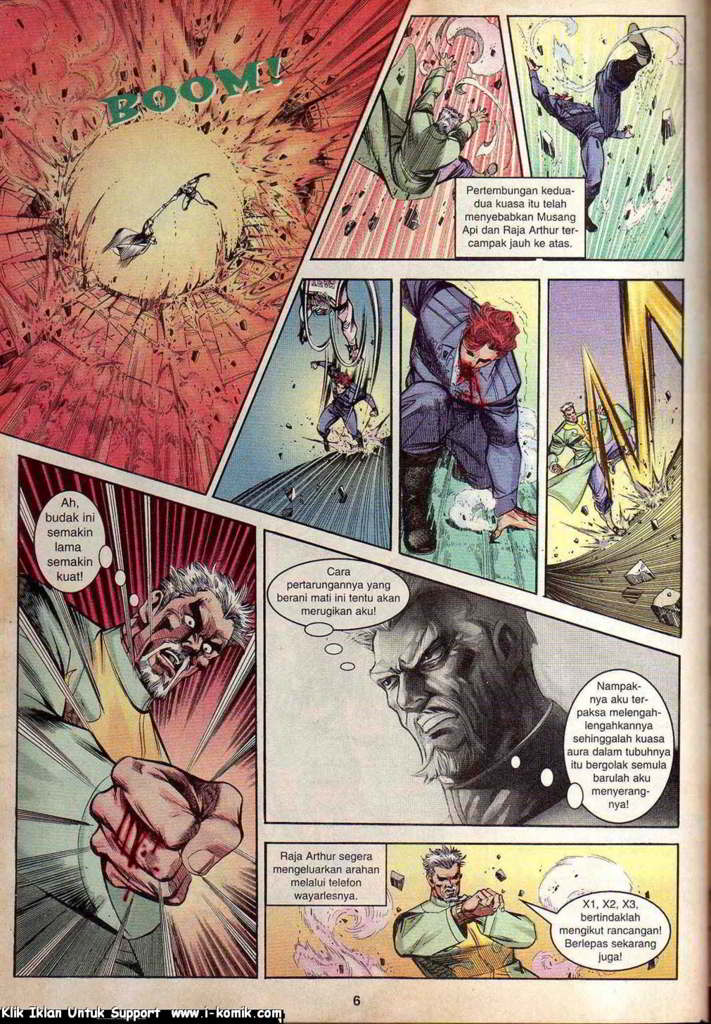 BOOM!
Pertembungan kedua-
dua kuasa itu telah
menyebabkan Musang
Api dan Raja Arthur ter-
campak jauh ke atas.
Ah,
budak ini
semakin
lama
semakin
kuat!
Cara
pertarungannya yang
berani mati ini tentu akan
merugikan aku!
Nampak-
nya aku ter-
paksa melengah-
lengahkannya
sehinggalah kuasa
aura dalam tubuhnya
itu bergolak semula
barulah aku
menyerang-
nya!
Raja Arthur segera
mengeluarkan arahan
melalui telefon
wayarlesnya.
X1, X2, X3,
bertindaklah
mengikut rancangan!
Berlepas sekarang
juga!
6
Klik Iklan Untuk Support www.i-komik.com